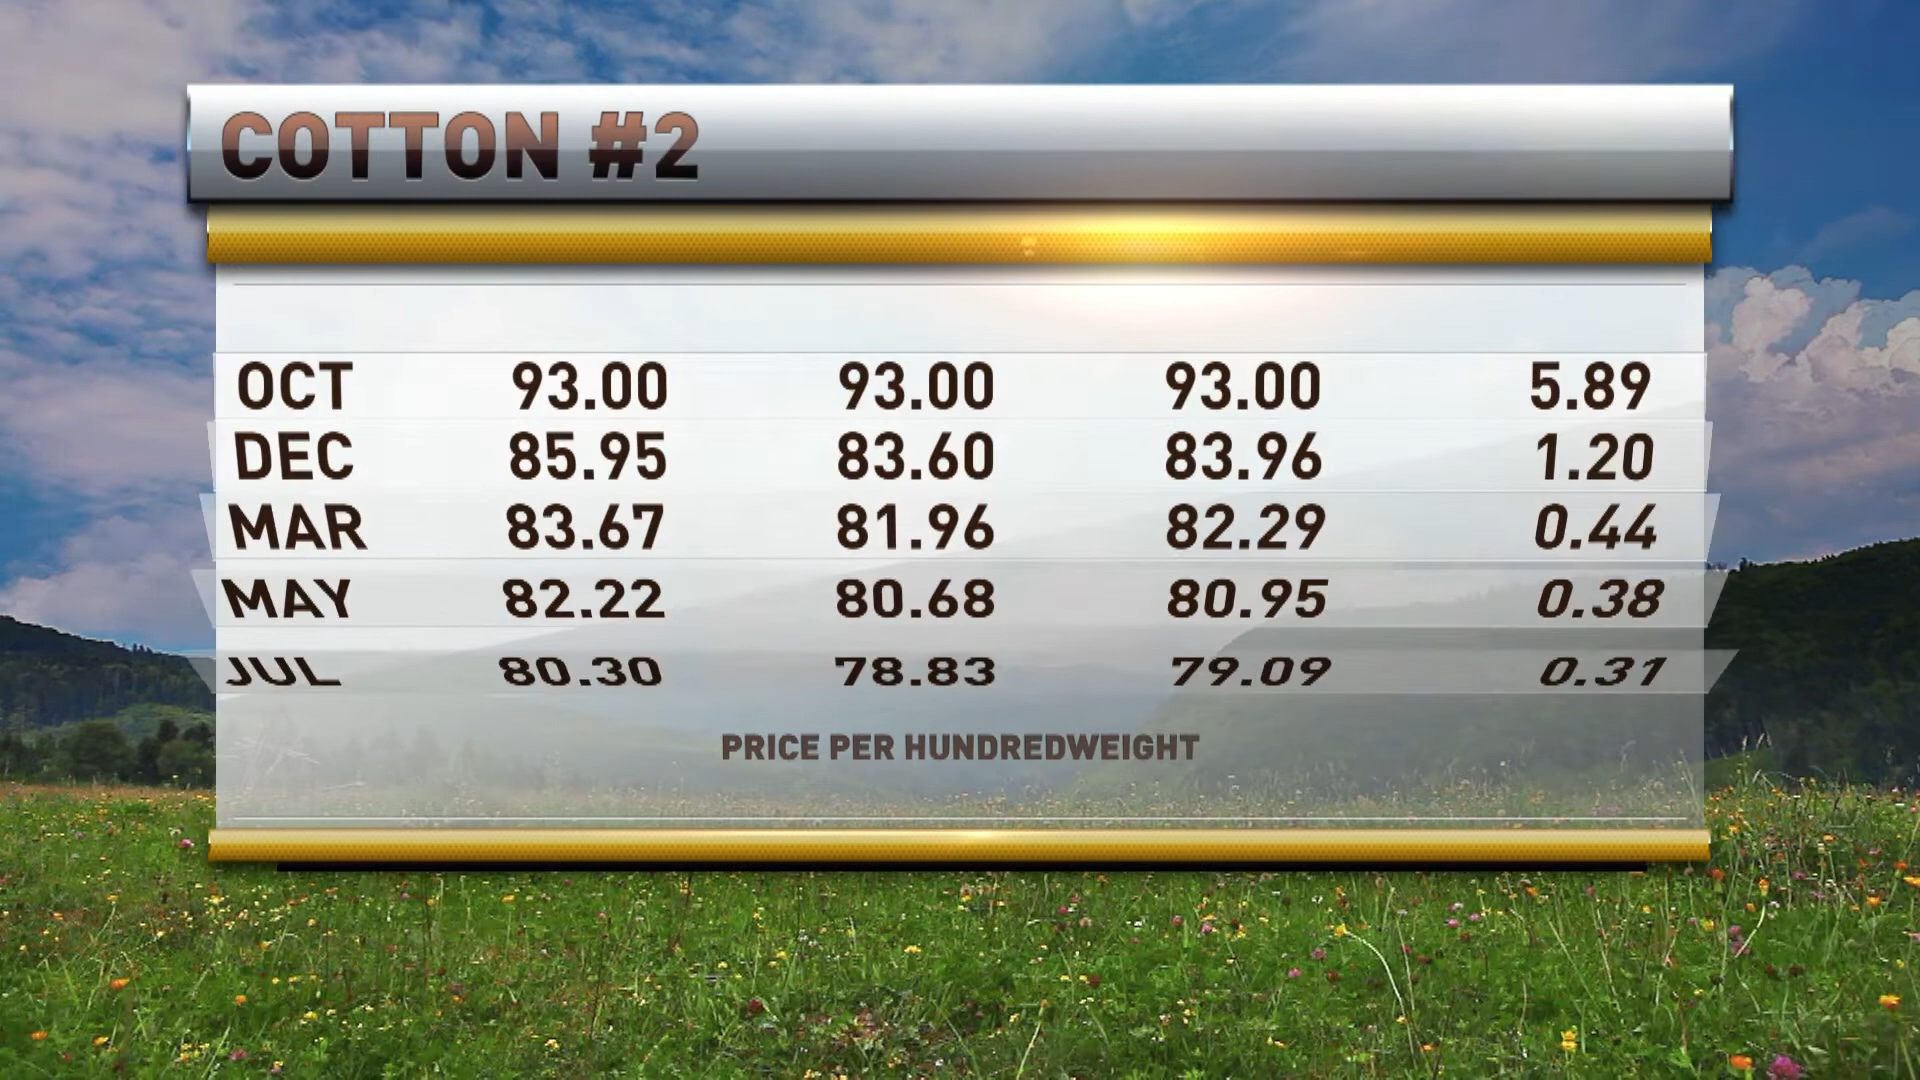 COTTON #2
OCT 93.00 93.00 93.00 5.89
DEC 85.95 83.60 83.96 1.20
MAR 83.67 81.96 82.29 0.44
MAY 82.22 80.68 80.95 0.38
JUL 80.30 78.83 79.09 0.31
PRICE PER HUNDREDWEIGHT